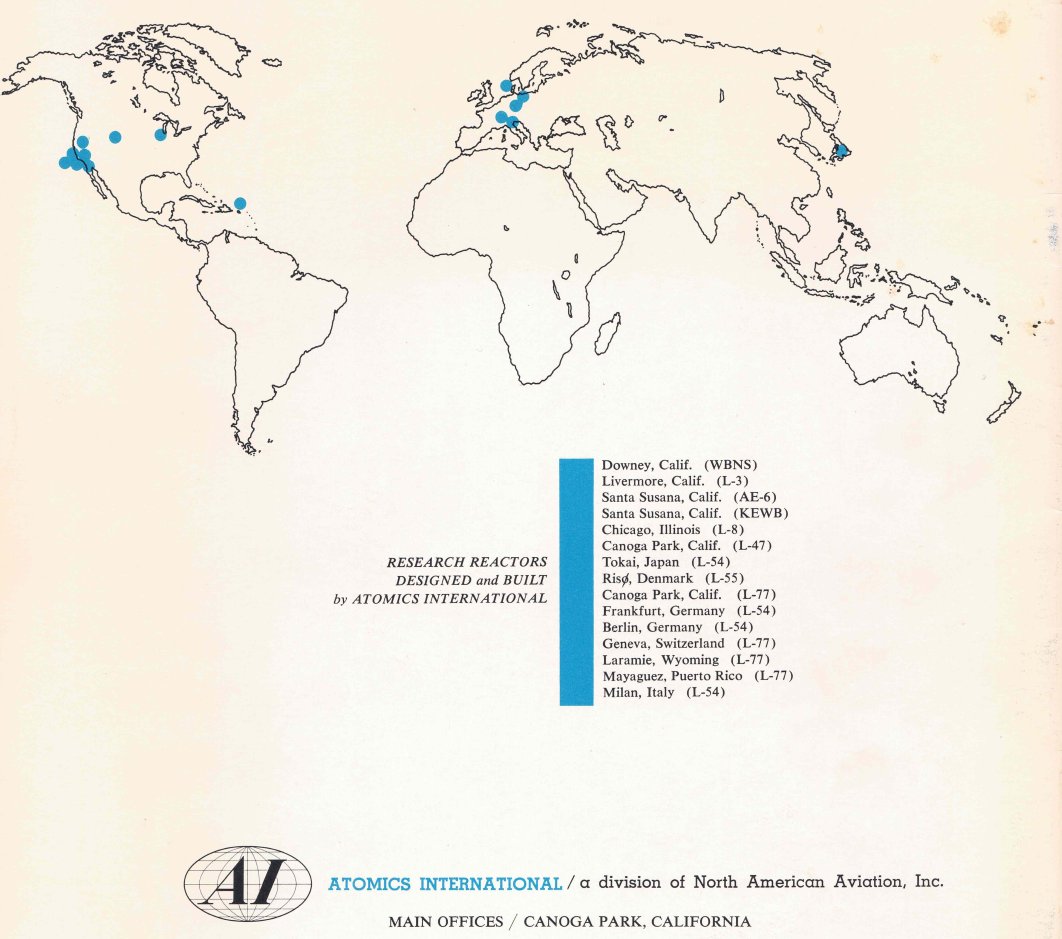 RESEARCH REACTORS
DESIGNED and BUILT
by ATOMICS INTERNATIONAL
Downey, Calif. (WBNS)
Livermore, Calif. (L-3)
Santa Susana, Calif. (AE-6)
Santa Susana, Calif. (KEWB)
Chicago, Illinois (L-8)
Canoga Park, Calif. (L-47)
Tokai, Japan (L-54)
Risø, Denmark (L-55)
Canoga Park, Calif. (L-77)
Frankfurt, Germany (L-54)
Berlin, Germany (L-54)
Geneva, Switzerland (L-77)
Laramie, Wyoming (L-77)
Mayaguez, Puerto Rico (L-77)
Milan, Italy (L-54)
AI
ATOMICS INTERNATIONAL / a division of North American Aviation, Inc.
MAIN OFFICES / CANOGA PARK, CALIFORNIA